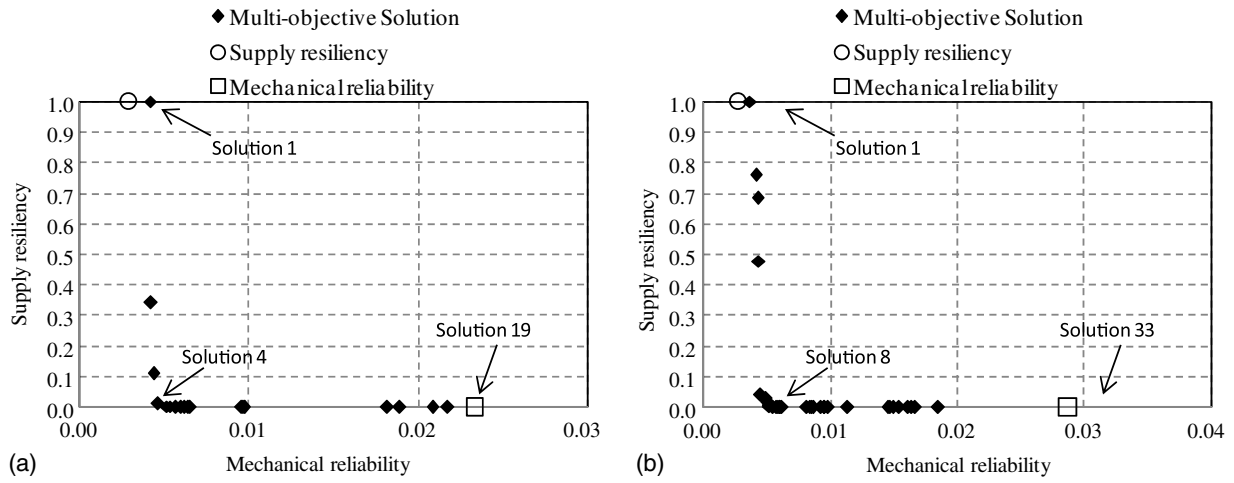 Multi-objective Solution
Supply resiliency
Mechanical reliability
1.0
0.9
0.8
0.7
0.6
0.5
0.4
0.3
0.2
0.1
0.0
Supply resiliency
Solution 1
Solution 4
Solution 19
0.00
0.01
0.02
0.03
Mechanical reliability
(a)
Multi-objective Solution
Supply resiliency
Mechanical reliability
1.0
0.9
0.8
0.7
0.6
0.5
0.4
0.3
0.2
0.1
0.0
Supply resiliency
Solution 1
Solution 8
Solution 33
0.00
0.01
0.02
0.03
0.04
Mechanical reliability
(b)